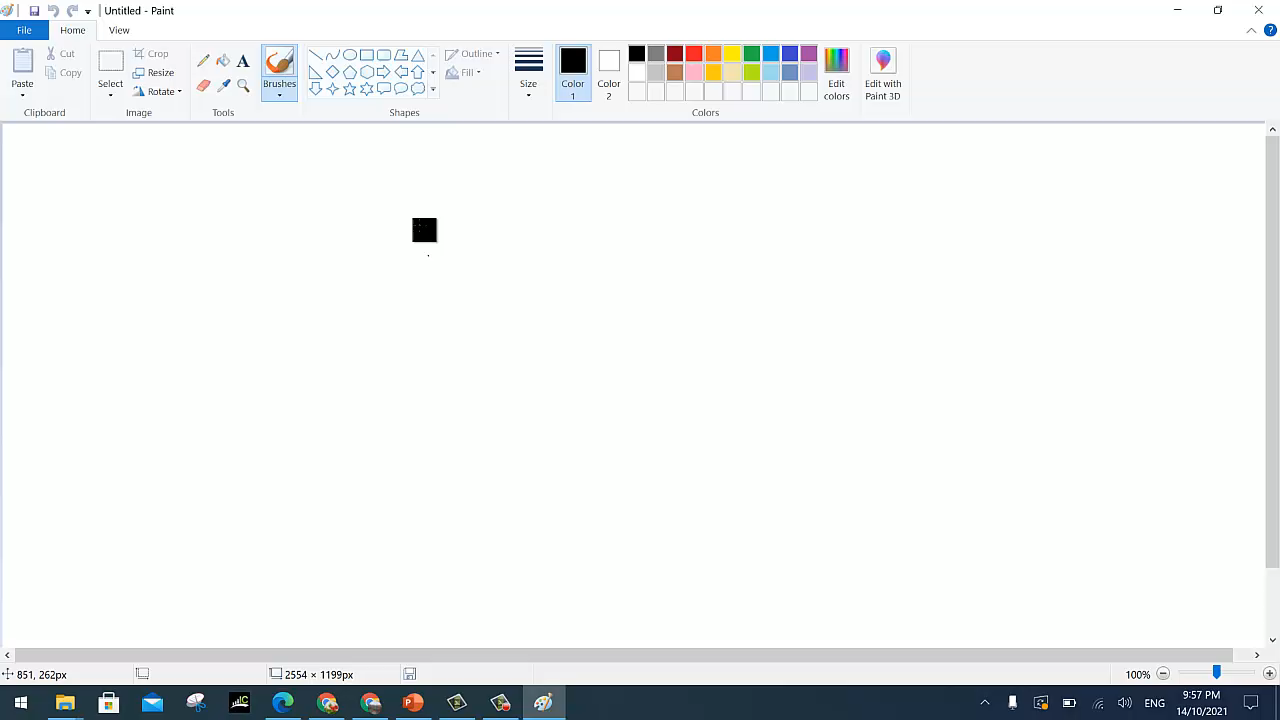 Untitled - Paint
File Home View
Paste Cut Copy Clipboard
Select Crop Resize Rotate Image
A Tools
Brushes
Shapes Outline Fill
Size
Color 1 Color 2
Colors
Edit colors
Edit with Paint 3D
851, 262px 2554 × 1199px 100%
IC ENG 9:57 PM
14/10/2021